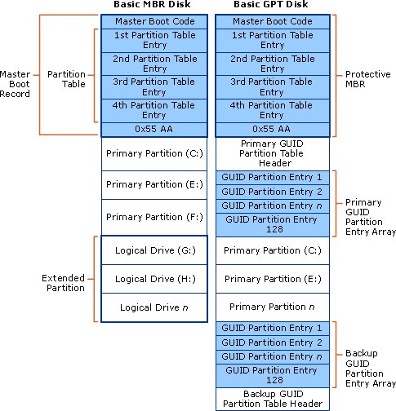 Basic MBR Disk
Master Boot Code
1st Partition Table
Entry
2nd Partition Table
Entry
3rd Partition Table
Entry
4th Partition Table
Entry
0x55 AA
Primary Partition (C:)
Primary Partition (E:)
Primary Partition (F:)
Logical Drive (G:)
Logical Drive (H:)
Logical Drive n
Master
Boot
Record
Partition
Table
Extended
Partition
Basic GPT Disk
Master Boot Code
1st Partition Table
Entry
2nd Partition Table
Entry
3rd Partition Table
Entry
4th Partition Table
Entry
0x55 AA
Primary GUID
Partition Table
Header
GUID Partition Entry 1
GUID Partition Entry 2
GUID Partition Entry n
GUID Partition Entry
128
Primary Partition (C:)
Primary Partition (E:)
Primary Partition n
GUID Partition Entry 1
GUID Partition Entry 2
GUID Partition Entry n
GUID Partition Entry
128
Backup GUID
Partition Table Header
Protective
MBR
Primary
GUID
Partition
Entry Array
Backup
GUID
Partition
Entry Array